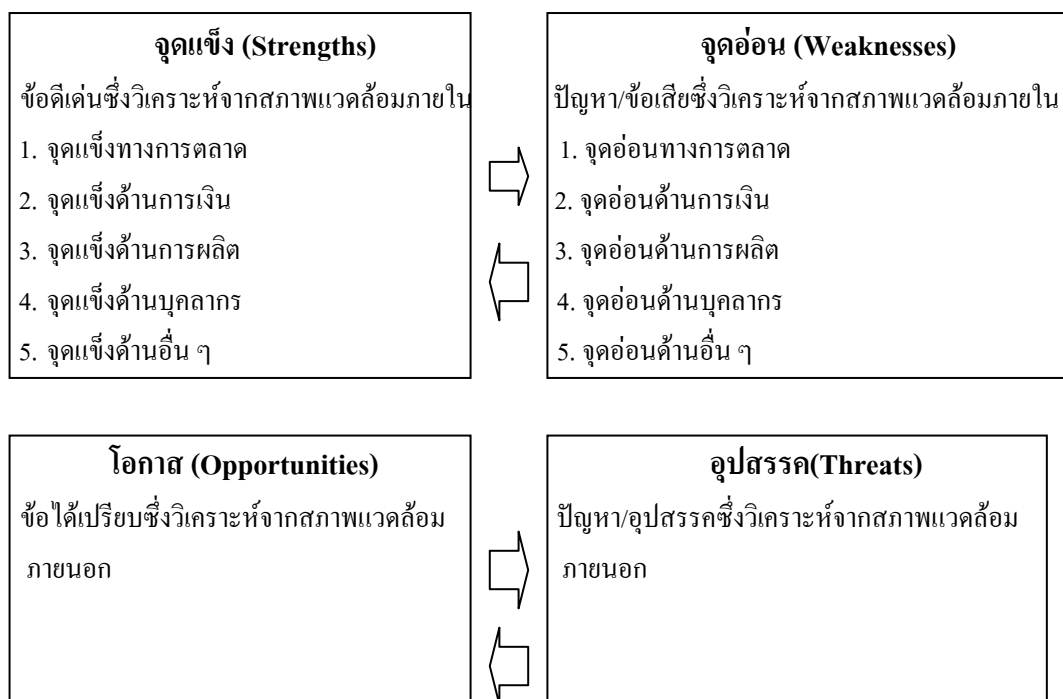 จุดแข็ง (Strengths)
ข้อดีเด่นซึ่งวิเคราะห์จากสภาพแวดล้อมภายใน
1. จุดแข็งทางการตลาด
2. จุดแข็งด้านการเงิน
3. จุดแข็งด้านการผลิต
4. จุดแข็งด้านบุคลากร
5. จุดแข็งด้านอื่น ๆ
จุดอ่อน (Weaknesses)
ปัญหา/ข้อเสียซึ่งวิเคราะห์จากสภาพแวดล้อมภายใน
1. จุดอ่อนทางการตลาด
2. จุดอ่อนด้านการเงิน
3. จุดอ่อนด้านการผลิต
4. จุดอ่อนด้านบุคลากร
5. จุดอ่อนด้านอื่น ๆ
โอกาส (Opportunities)
ข้อได้เปรียบซึ่งวิเคราะห์จากสภาพแวดล้อม
ภายนอก
อุปสรรค(Threats)
ปัญหา/อุปสรรคซึ่งวิเคราะห์จากสภาพแวดล้อม
ภายนอก